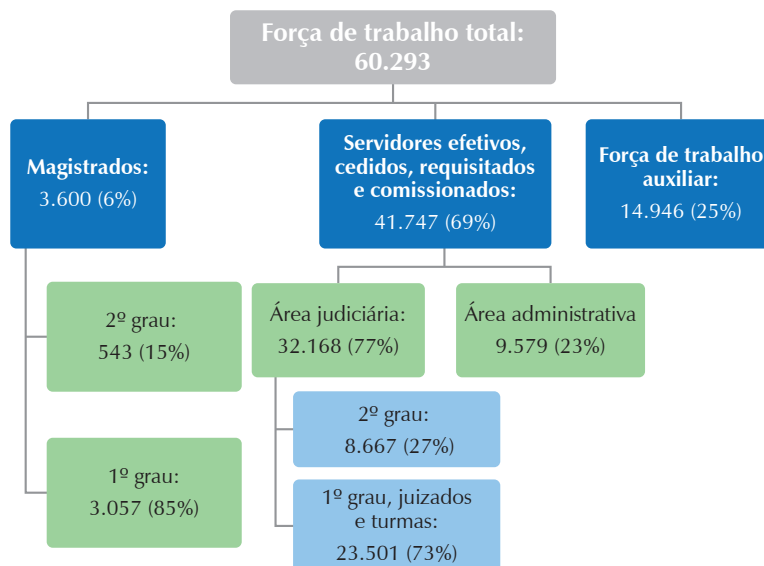 Força de trabalho total:
60.293
Magistrados:
3.600 (6%)
Servidores efetivos,
cedidos, requisitados
e comissionados:
41.747 (69%)
Força de trabalho
auxiliar:
14.946 (25%)
2º grau:
543 (15%)
1º grau:
3.057 (85%)
Área judiciária:
32.168 (77%)
Área administrativa
9.579 (23%)
2º grau:
8.667 (27%)
1º grau, juizados
e turmas:
23.501 (73%)